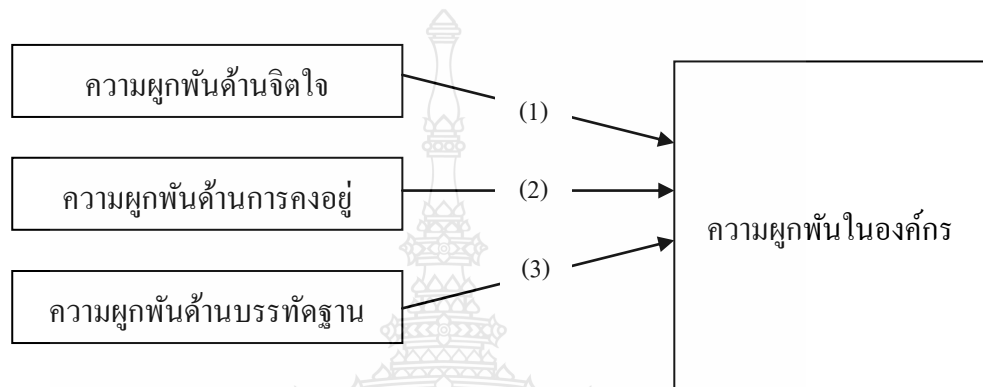 ความผูกพันด้านจิตใจ
(1)
ความผูกพันด้านการคงอยู่
(2)
ความผูกพันในองค์กร
(3)
ความผูกพันด้านบรรทัดฐาน